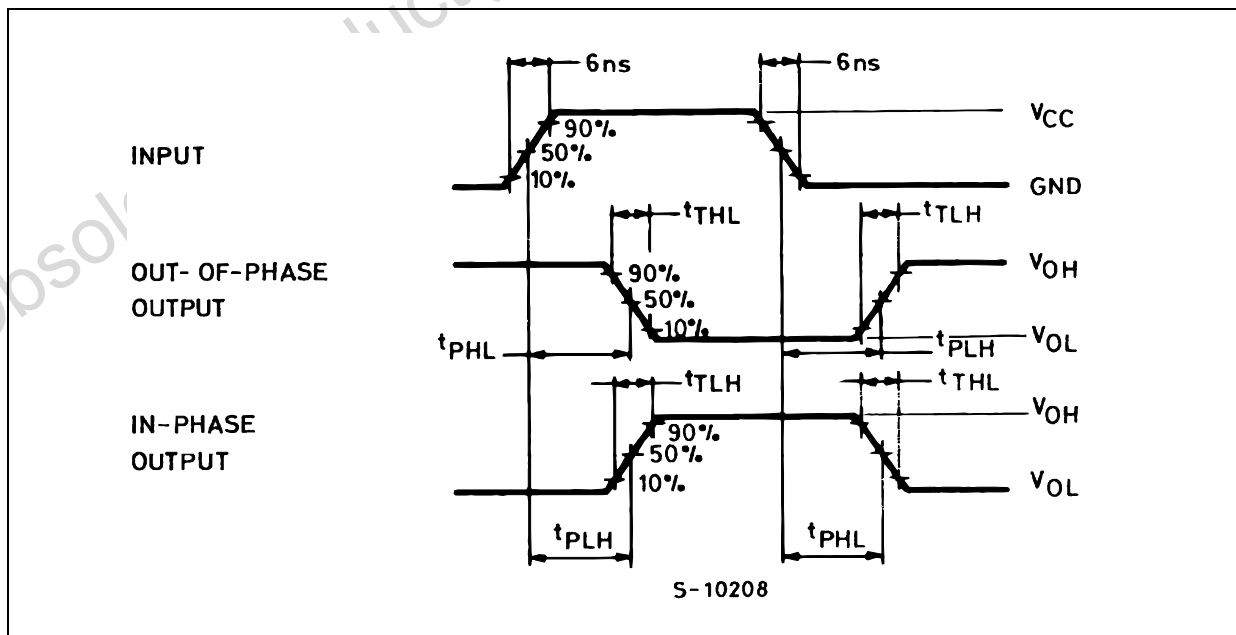 6ns
6ns
INPUT
90%
50%
10%
VCC
GND
tTHL
tTLH
OUT-OF-PHASE
OUTPUT
90%
50%
10%
VOH
VOL
tPHL
tPLH
tTLH
tTHL
IN-PHASE
OUTPUT
90%
50%
10%
VOH
VOL
tPLH
tPHL
S-10208